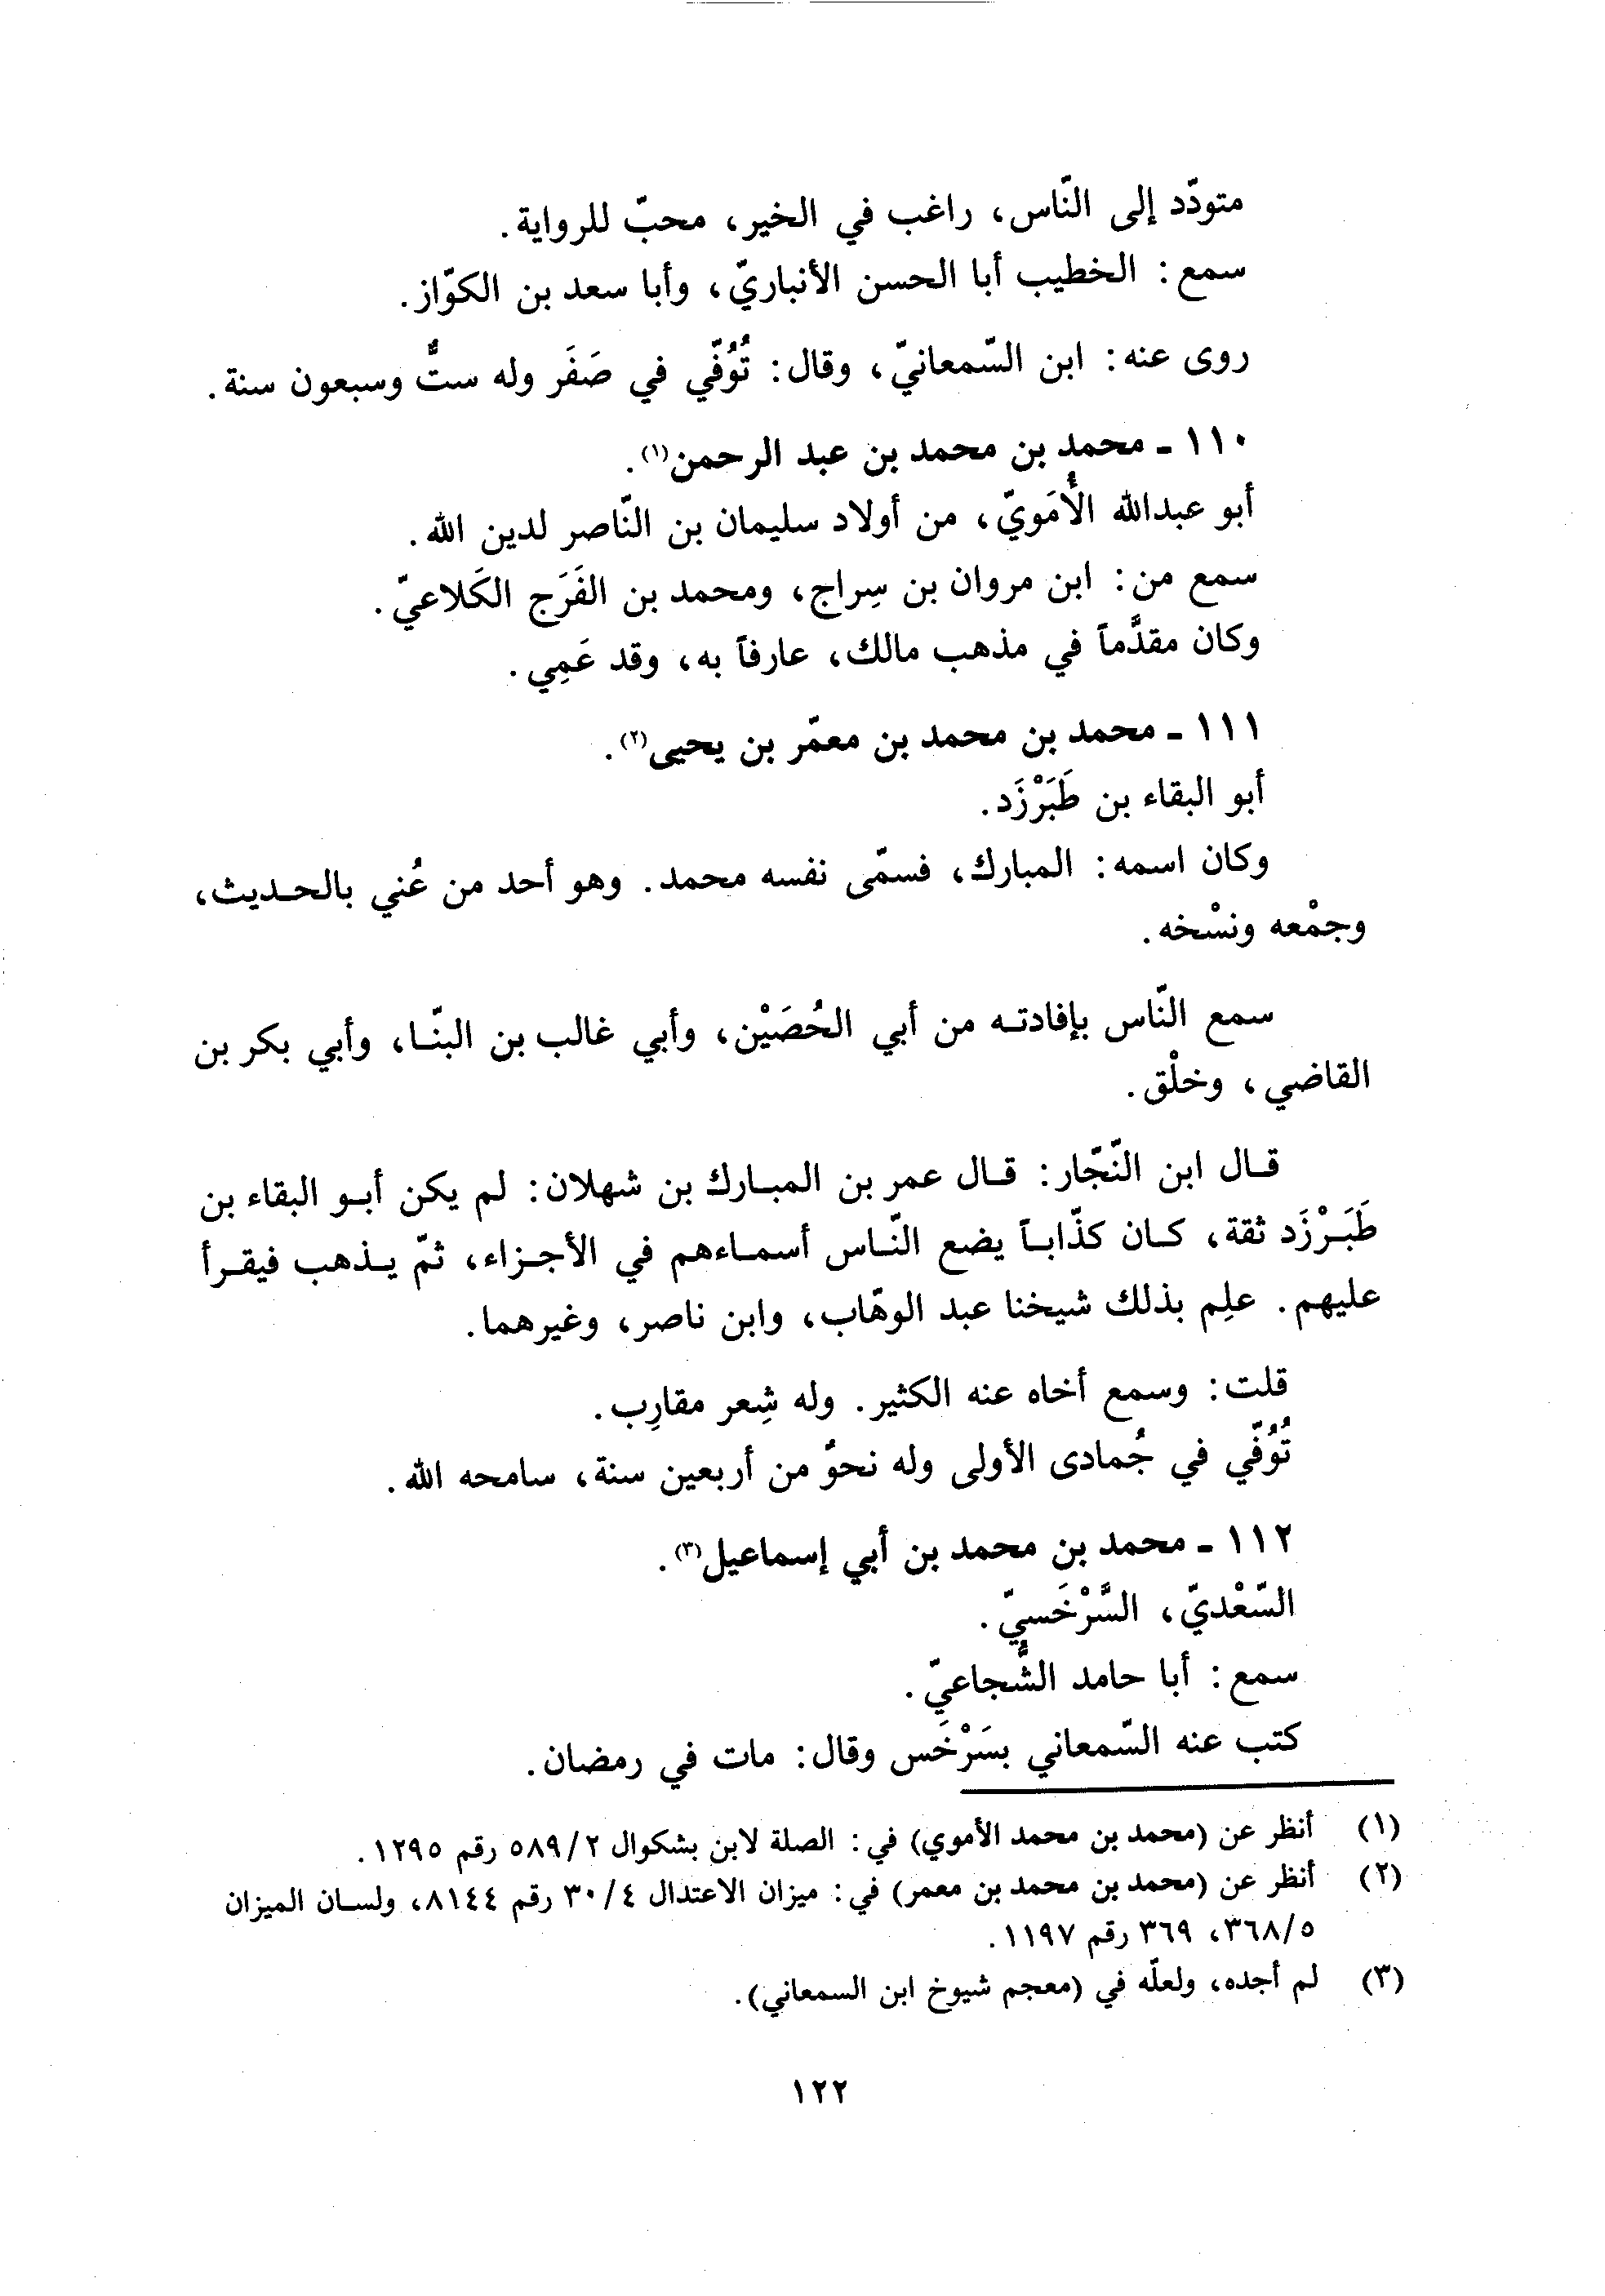 متودّد إلى النّاس، راغب في الخير، محبّ للرواية.
سمع: الخطيب أبا الحسن الأنباريّ، وأبا سعد بن الكوّاز.
روى عنه: ابن السّمعانيّ، وقال: تُوُفّي في صَفَر وله ستٌّ وسبعون سنة.
١١٠ ـ محمد بن محمد بن عبد الرحمن(١).
أبو عبدالله الأُمَويّ، من أولاد سليمان بن النّاصر لدين الله.
سمع من: ابن مروان بن سِراج، ومحمد بن الفَرَج الكَلاعيّ.
وكان مقدَّماً في مذهب مالك، عارفاً به، وقد عَمِي.
١١١ ـ محمد بن محمد بن معمّر بن يحيى(٢).
أبو البقاء بن طَبَرْزَد.
وكان اسمه: المبارك، فسمّى نفسه محمد. وهو أحد من عُني بالحديث،
وجمْعه ونسْخه.
سمع النّاس بإفادته من أبي الحُصَيْن، وأبي غالب بن البنّا، وأبي بكر بن
القاضي، وخلْق.
قال ابن النّجّار: قال عمر بن المبارك بن شهلان: لم يكن أبو البقاء بن
طَبَرْزَد ثقة، كان كذّاباً يضع النّاس أسماءهم في الأجزاء، ثمّ يذهب فيقرأ
عليهم. علِم بذلك شيخنا عبد الوهّاب، وابن ناصر، وغيرهما.
قلت: وسمع أخاه عنه الكثير. وله شِعر مقارِب.
تُوُفّي في جُمادى الأولى وله نحوٌ من أربعين سنة، سامحه الله.
١١٢ ـ محمد بن محمد بن أبي إسماعيل(٣).
السّعْديّ، السَّرْخَسيّ.
سمع: أبا حامد الشُّجاعيّ.
كتب عنه السّمعاني بسَرْخَس وقال: مات في رمضان.
(١) أنظر عن (محمد بن محمد الأموي) في: الصلة لابن بشكوال ٥٨٩/٢ رقم ١٢٩٥.
(٢) أنظر عن (محمد بن محمد بن معمر) في: ميزان الاعتدال ٣٠/٤ رقم ٨١٤٤، ولسان الميزان
٣٦٨/٥، ٣٦٩ رقم ١١٩٧.
(٣) لم أجده، ولعلّه في (معجم شيوخ ابن السمعاني).
١٢٢